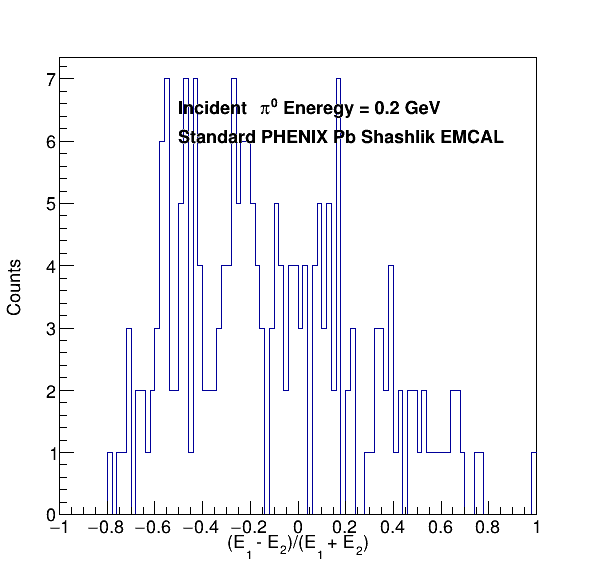 7
Incident π0 Eneregy = 0.2 GeV
Standard PHENIX Pb Shashlik EMCAL
6
5
4
3
2
1
0
Counts
−1 −0.8 −0.6 −0.4 −0.2 0 0.2 0.4 0.6 0.8 1
(E1 - E2)/(E1 + E2)